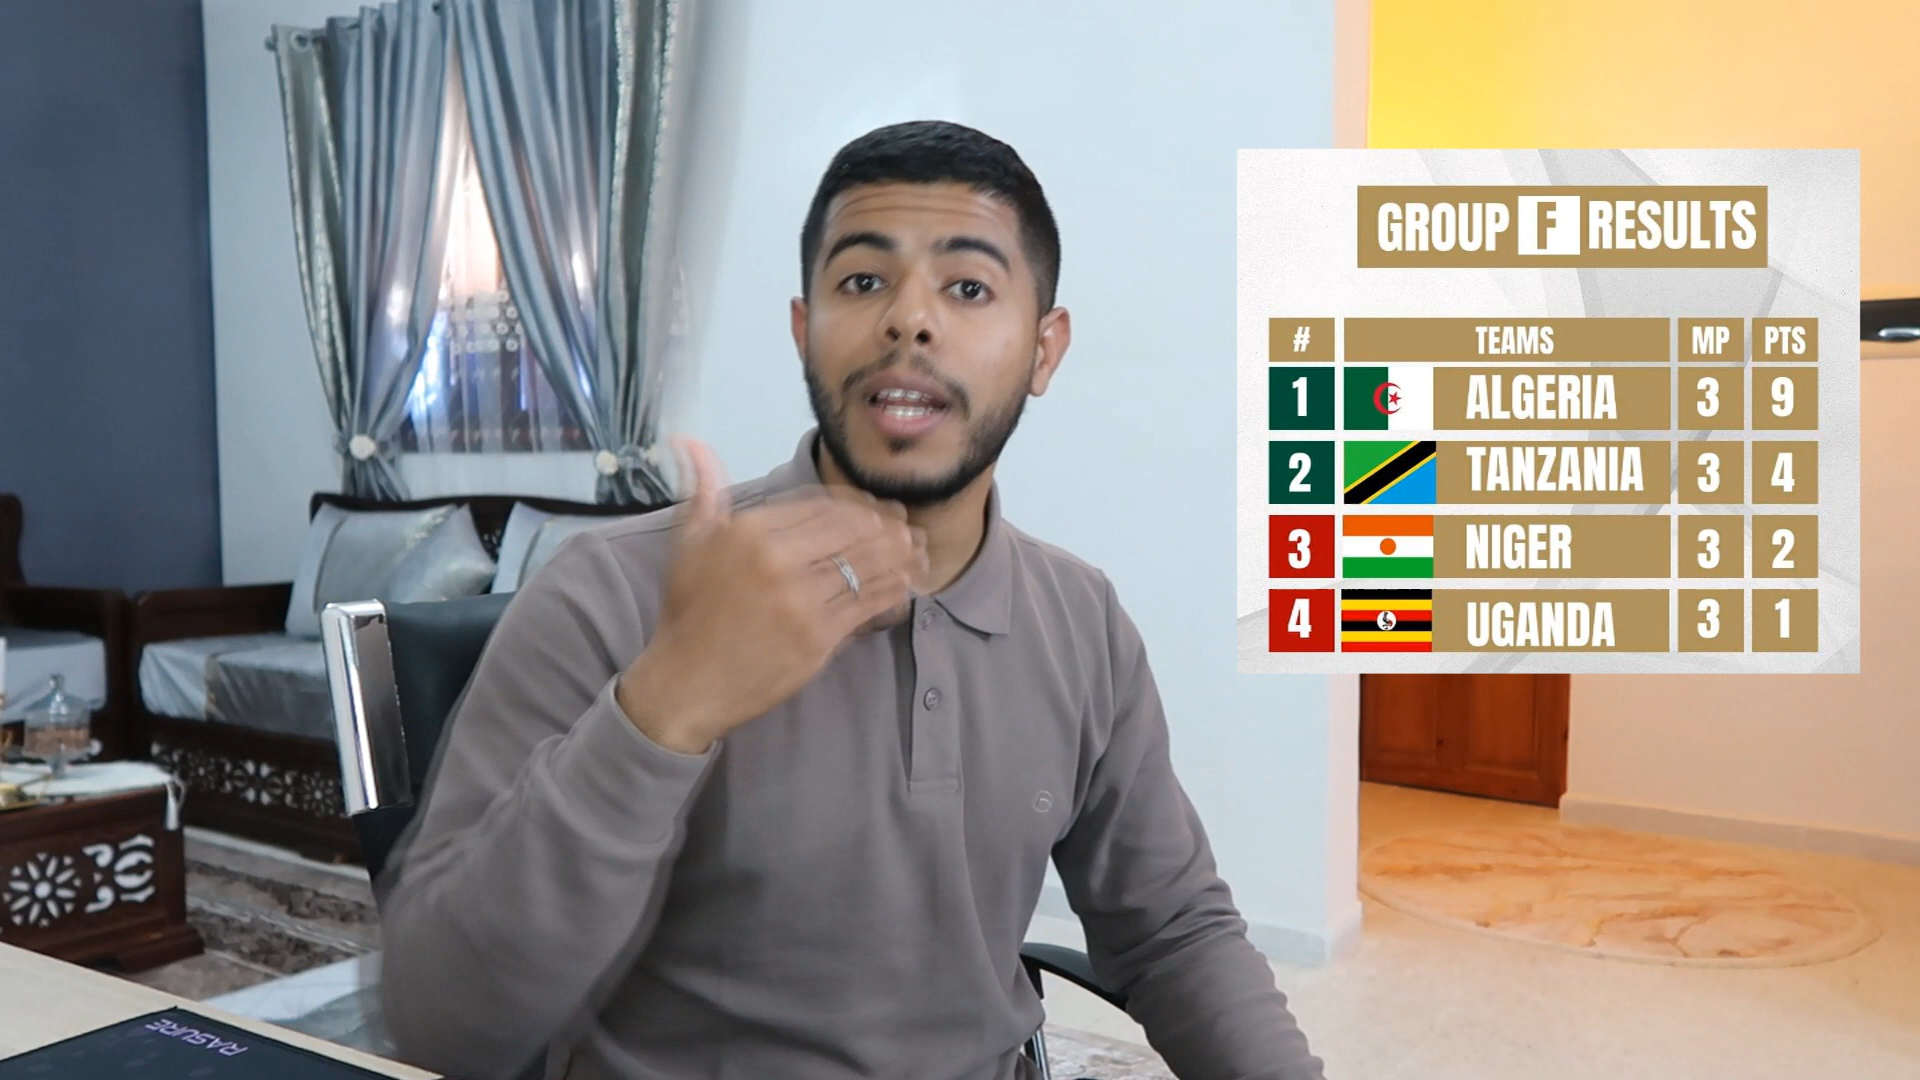 GROUP F RESULTS
# TEAMS MP PTS
1 ALGERIA 3 9
2 TANZANIA 3 4
3 NIGER 3 2
4 UGANDA 3 1
RASURE